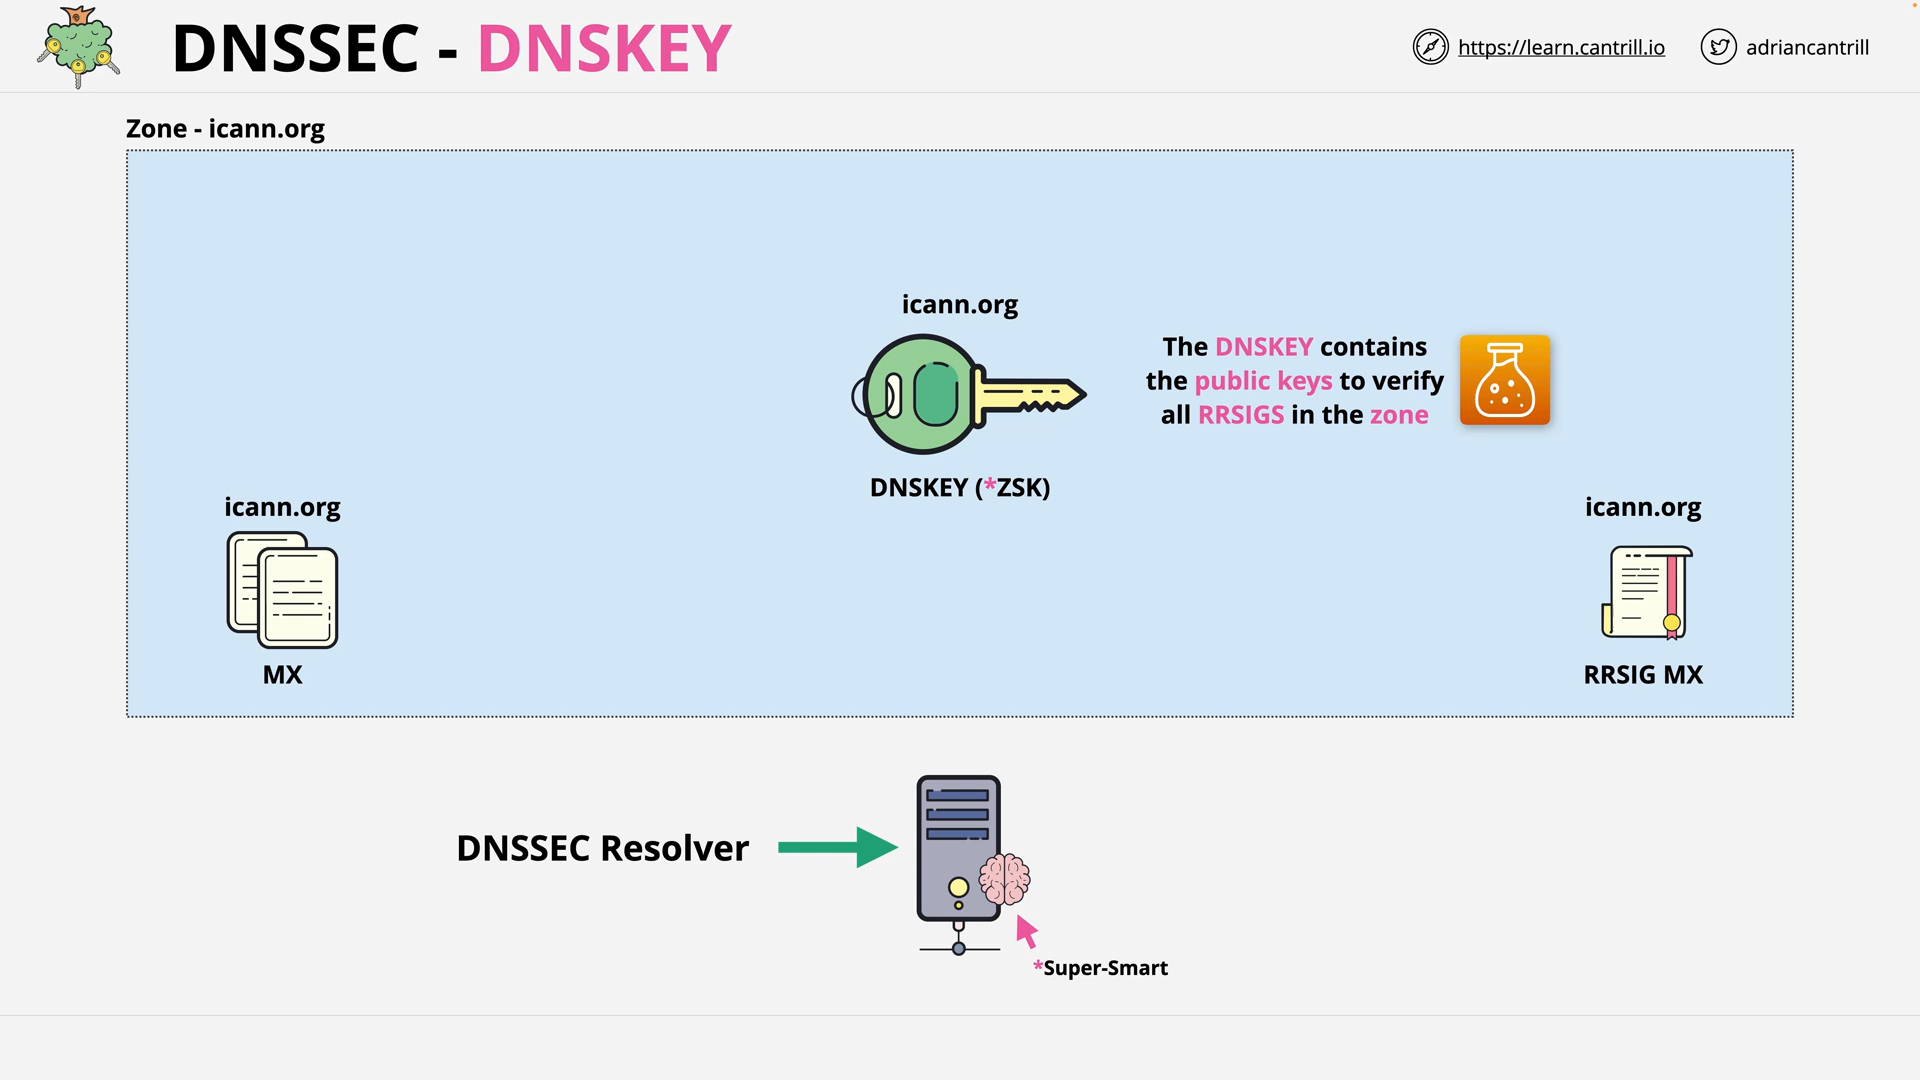 DNSSEC - DNSKEY
https://learn.cantrill.io
adriancantrill
Zone - icann.org
icann.org
The DNSKEY contains
the public keys to verify
all RRSIGS in the zone
DNSKEY (*ZSK)
icann.org
MX
icann.org
RRSIG MX
DNSSEC Resolver
*Super-Smart